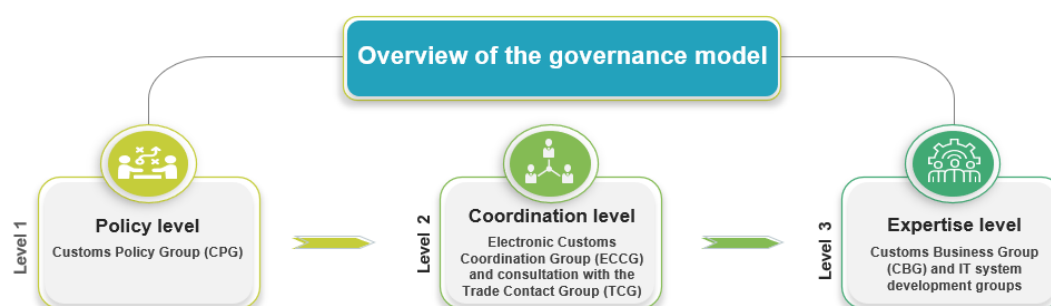 Overview of the governance model
Level 1
Policy level
Customs Policy Group (CPG)
Level 2
Coordination level
Electronic Customs
Coordination Group (ECCG)
and consultation with the
Trade Contact Group (TCG)
Level 3
Expertise level
Customs Business Group
(CBG) and IT system
development groups